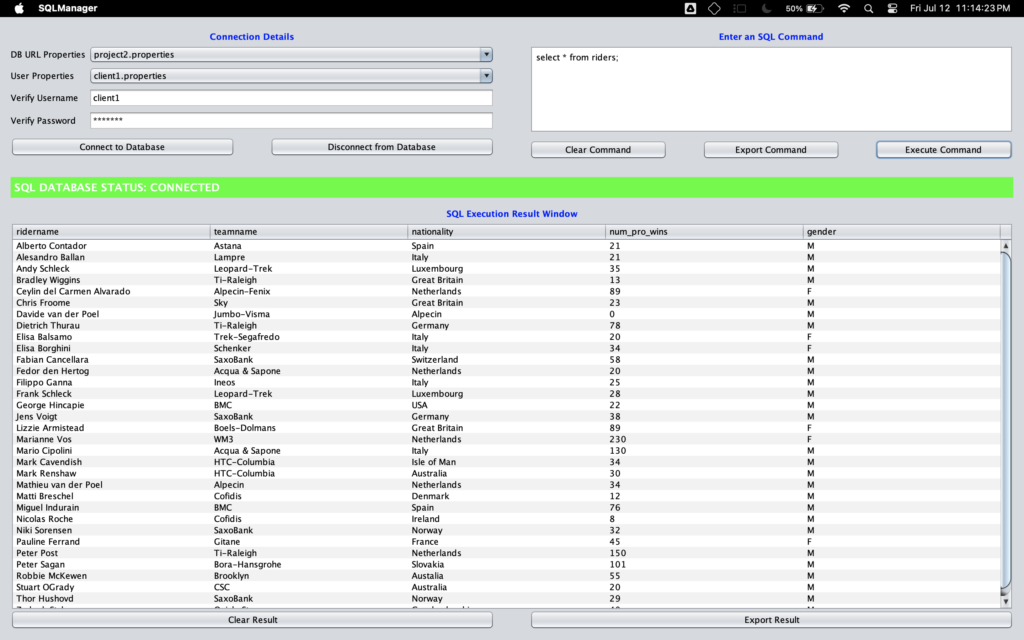 SQLManager 50% Fri Jul 12 11:14:23 PM
Connection Details
DB URL Properties project2.properties
User Properties client1.properties
Verify Username client1
Verify Password *******
Connect to Database Disconnect from Database
Enter an SQL Command
select * from riders;
Clear Command Export Command Execute Command
SQL DATABASE STATUS: CONNECTED
SQL Execution Result Window
ridername teamname nationality num_pro_wins gender
Alberto Contador Astana Spain 21 M
Alesandro Ballan Lampre Italy 21 M
Andy Schleck Leopard-Trek Luxembourg 35 M
Bradley Wiggins Ti-Raleigh Great Britain 13 M
Ceylin del Carmen Alvarado Alpecin-Fenix Netherlands 89 F
Chris Froome Sky Great Britain 23 M
Davide van der Poel Jumbo-Visma Alpecin 0 M
Dietrich Thurau Ti-Raleigh Germany 78 M
Elisa Balsamo Trek-Segafredo Italy 20 F
Elisa Borghini Schenker Italy 34 F
Fabian Cancellara SaxoBank Switzerland 58 M
Fedor den Hertog Acqua & Sapone Netherlands 20 M
Filippo Ganna Ineos Italy 25 M
Frank Schleck Leopard-Trek Luxembourg 28 M
George Hincapie BMC USA 22 M
Jens Voigt SaxoBank Germany 38 M
Lizzie Armistead Boels-Dolmans Great Britain 89 F
Marianne Vos WM3 Netherlands 230 F
Mario Cipolini Acqua & Sapone Italy 130 M
Mark Cavendish HTC-Columbia Isle of Man 34 M
Mark Renshaw HTC-Columbia Australia 30 M
Mathieu van der Poel Alpecin Netherlands 34 M
Matti Breschel Cofidis Denmark 12 M
Miguel Indurain BMC Spain 76 M
Nicolas Roche Cofidis Ireland 8 M
Niki Sorensen SaxoBank Norway 32 M
Pauline Ferrand Gitane France 45 F
Peter Post Ti-Raleigh Netherlands 150 M
Peter Sagan Bora-Hansgrohe Slovakia 101 M
Robbie McKewen Brooklyn Austalia 55 M
Stuart OGrady CSC Australia 20 M
Thor Hushovd SaxoBank Norway 29 M
Clear Result Export Result